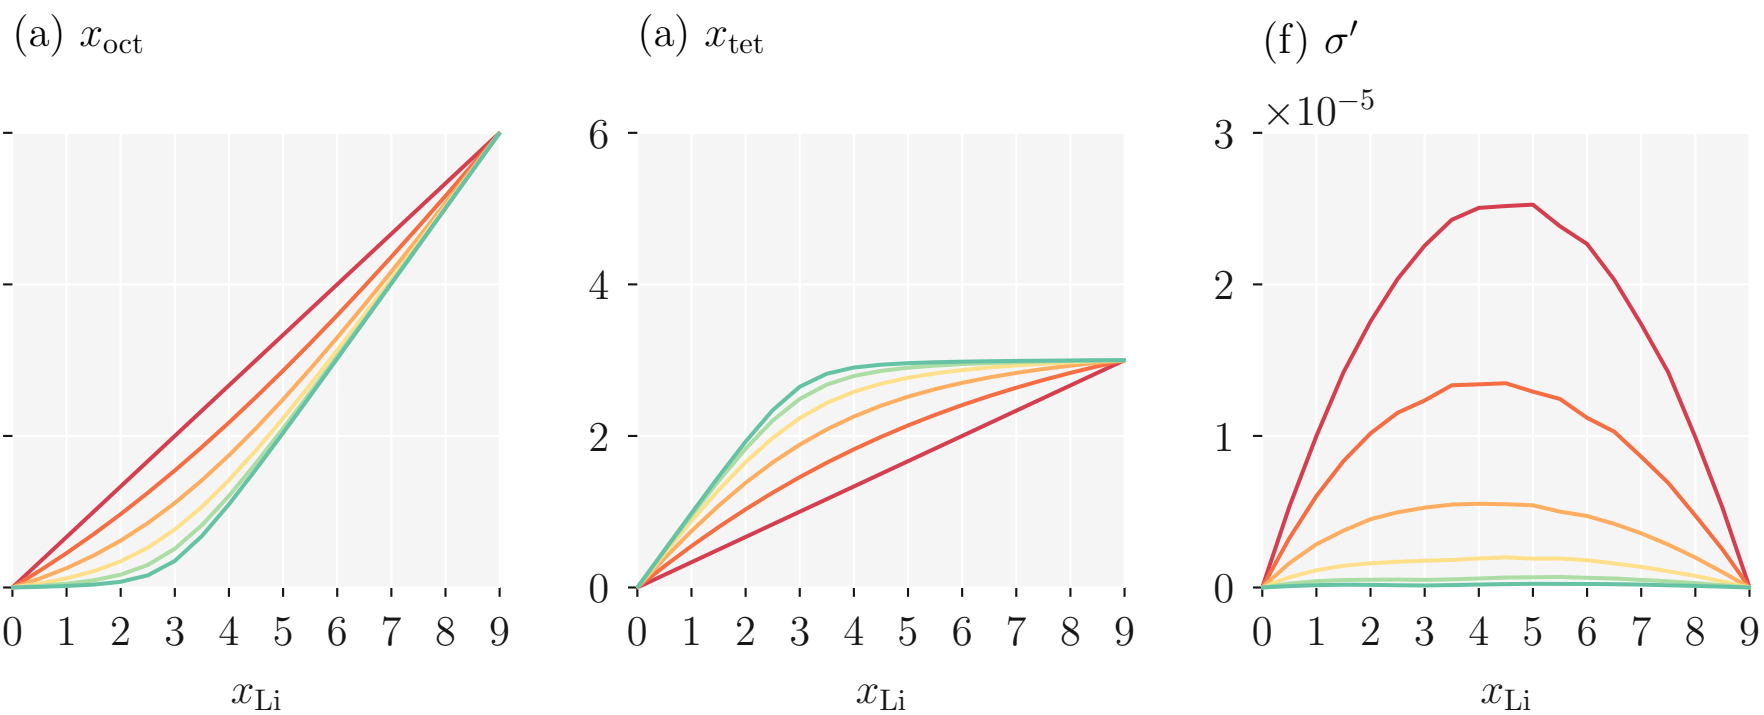 (a) x_oct
0 1 2 3 4 5 6 7 8 9
x_Li
(a) x_tet
6
4
2
0
0 1 2 3 4 5 6 7 8 9
x_Li
(f) σ′
×10⁻⁵
3
2
1
0
0 1 2 3 4 5 6 7 8 9
x_Li